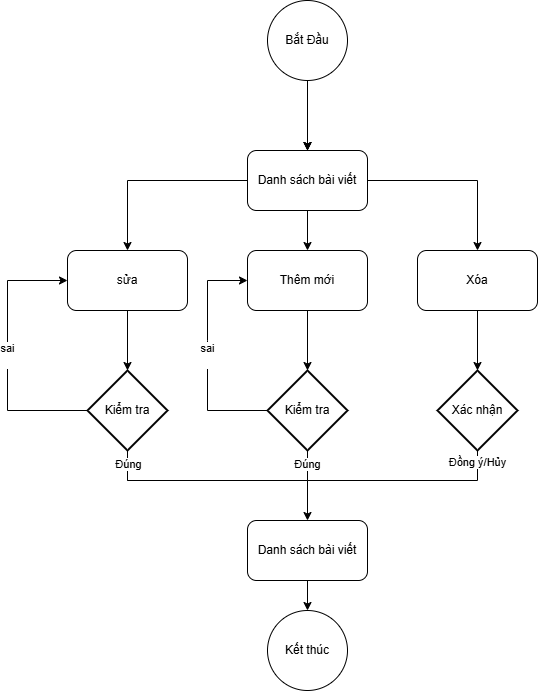 Bắt Đầu
Danh sách bài viết
sửa
Thêm mới
Xóa
sai
sai
Kiểm tra
Kiểm tra
Xác nhận
Đúng
Đúng
Đồng ý/Hủy
Danh sách bài viết
Kết thúc